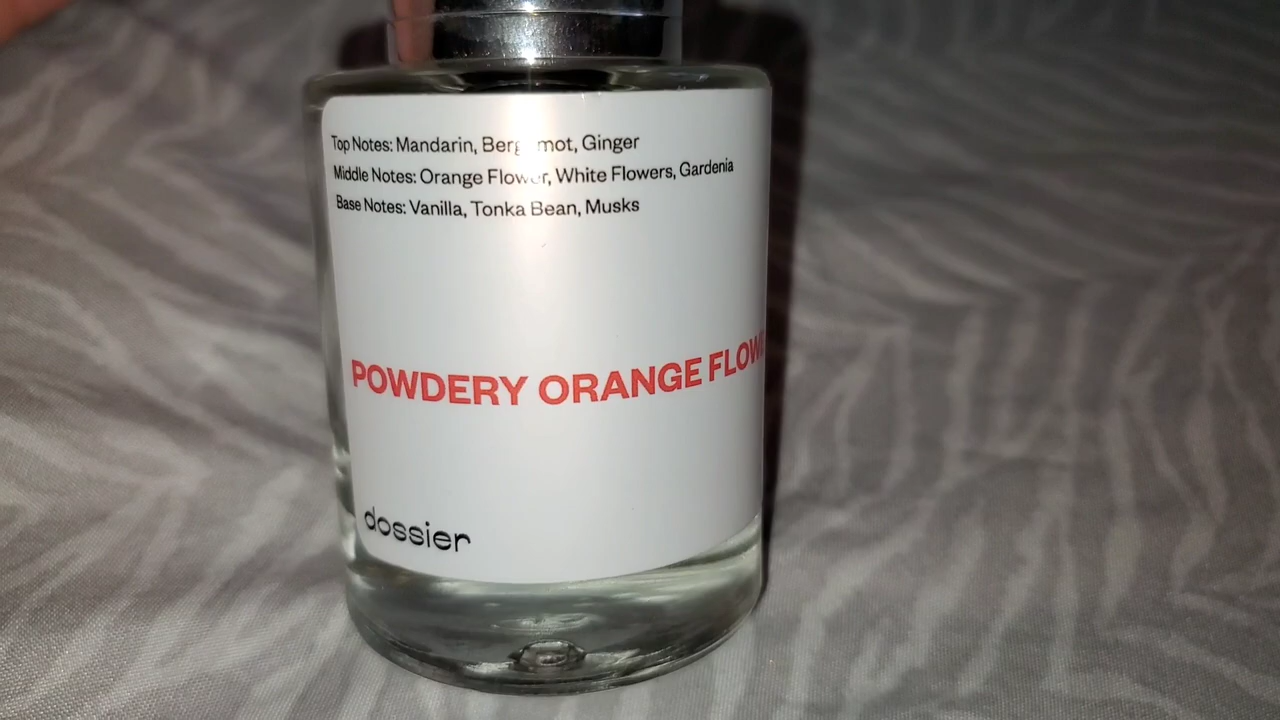 Top Notes: Mandarin, Bergamot, Ginger
Middle Notes: Orange Flower, White Flowers, Gardenia
Base Notes: Vanilla, Tonka Bean, Musks
POWDERY ORANGE FLOW
dossier